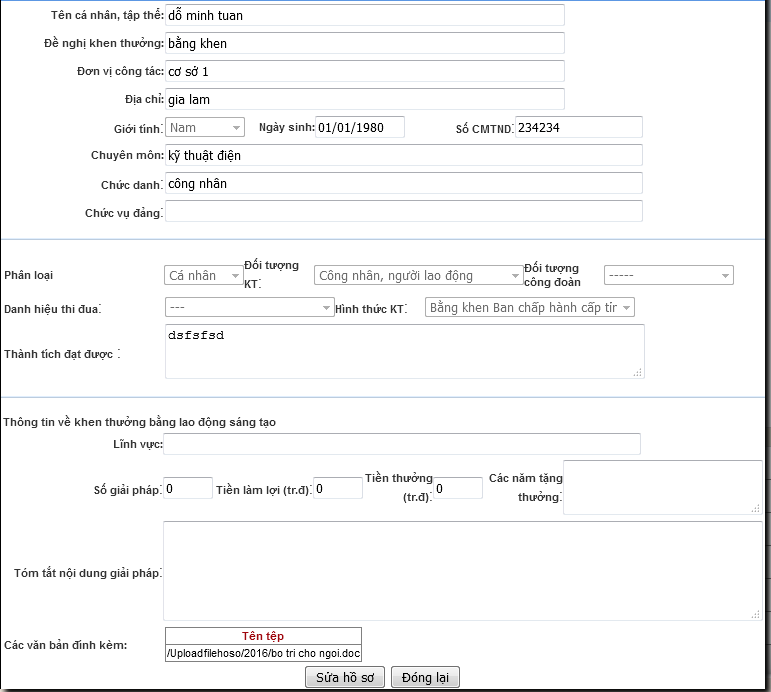 Tên cá nhân, tập thể: dỗ minh tuan
Đề nghị khen thưởng: bằng khen
Đơn vị công tác: cơ sở 1
Địa chỉ: gia lam
Giới tính: Nam Ngày sinh: 01/01/1980 Số CMTND: 234234
Chuyên môn: kỹ thuật điện
Chức danh: công nhân
Chức vụ đảng:
Phân loại Cá nhân Đối tượng KT: Công nhân, người lao động Đối tượng công đoàn -----
Danh hiệu thi đua: --- Hình thức KT: Bằng khen Ban chấp hành cấp tỉr
Thành tích đạt được : dsfsfsd
Thông tin về khen thưởng bằng lao động sáng tạo
Lĩnh vực:
Số giải pháp: 0 Tiền làm lợi (tr.đ): 0 Tiền thưởng (tr.đ): 0 Các năm tặng thưởng:
Tóm tắt nội dung giải pháp:
Các văn bản đính kèm: Tên tệp
/Uploadfilehoso/2016/bo tri cho ngoi.doc
Sửa hồ sơ Đóng lại